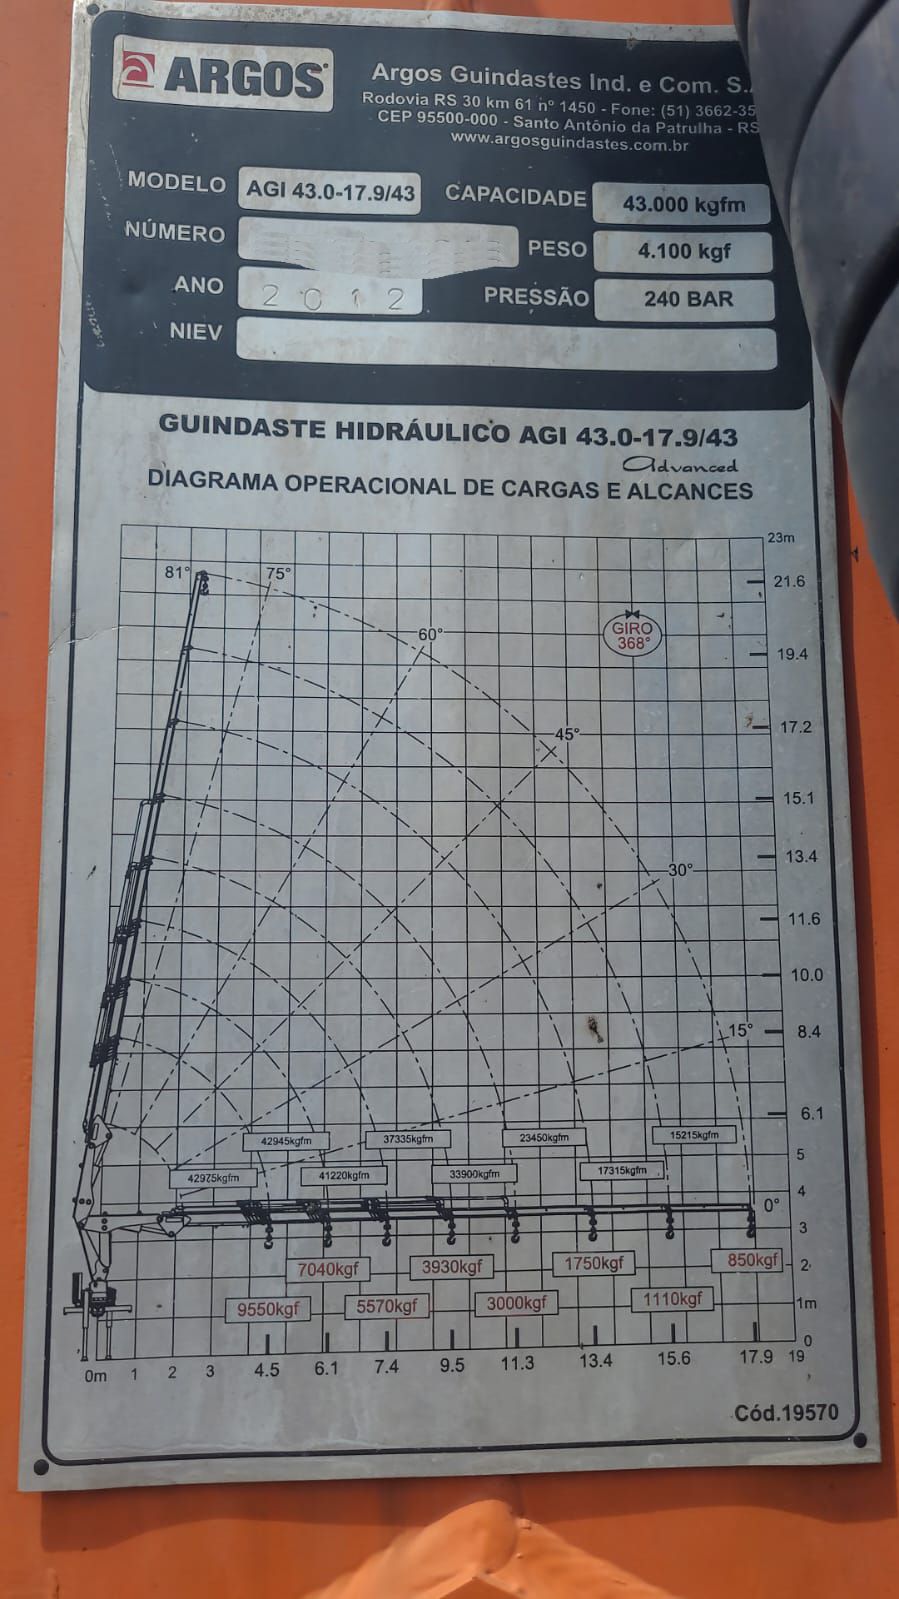 ARGOS
Argos Guindastes Ind. e Com. S.
Rodovia RS 30 km 61 nº 1450 - Fone: (51) 3662-35
CEP 95500-000 - Santo Antônio da Patrulha - RS
www.argosguindastes.com.br
MODELO AGI 43.0-17.9/43 CAPACIDADE 43.000 kgfm
NÚMERO PESO 4.100 kgf
ANO 2012 PRESSÃO 240 BAR
NIEV
GUINDASTE HIDRÁULICO AGI 43.0-17.9/43
Advanced
DIAGRAMA OPERACIONAL DE CARGAS E ALCANCES
23m
81° 75° 21.6
60° GIRO
368°
19.4
45° 17.2
15.1
30° 13.4
11.6
10.0
15° 8.4
6.1
42945kgfm 37335kgfm 23450kgfm 15215kgfm
5
42975kgfm 41220kgfm 33900kgfm 17315kgfm
4
0°
3
7040kgf 3930kgf 1750kgf 850kgf
2
9550kgf 5570kgf 3000kgf 1110kgf
1m
0
0m 1 2 3 4.5 6.1 7.4 9.5 11.3 13.4 15.6 17.9 19
Cód.19570